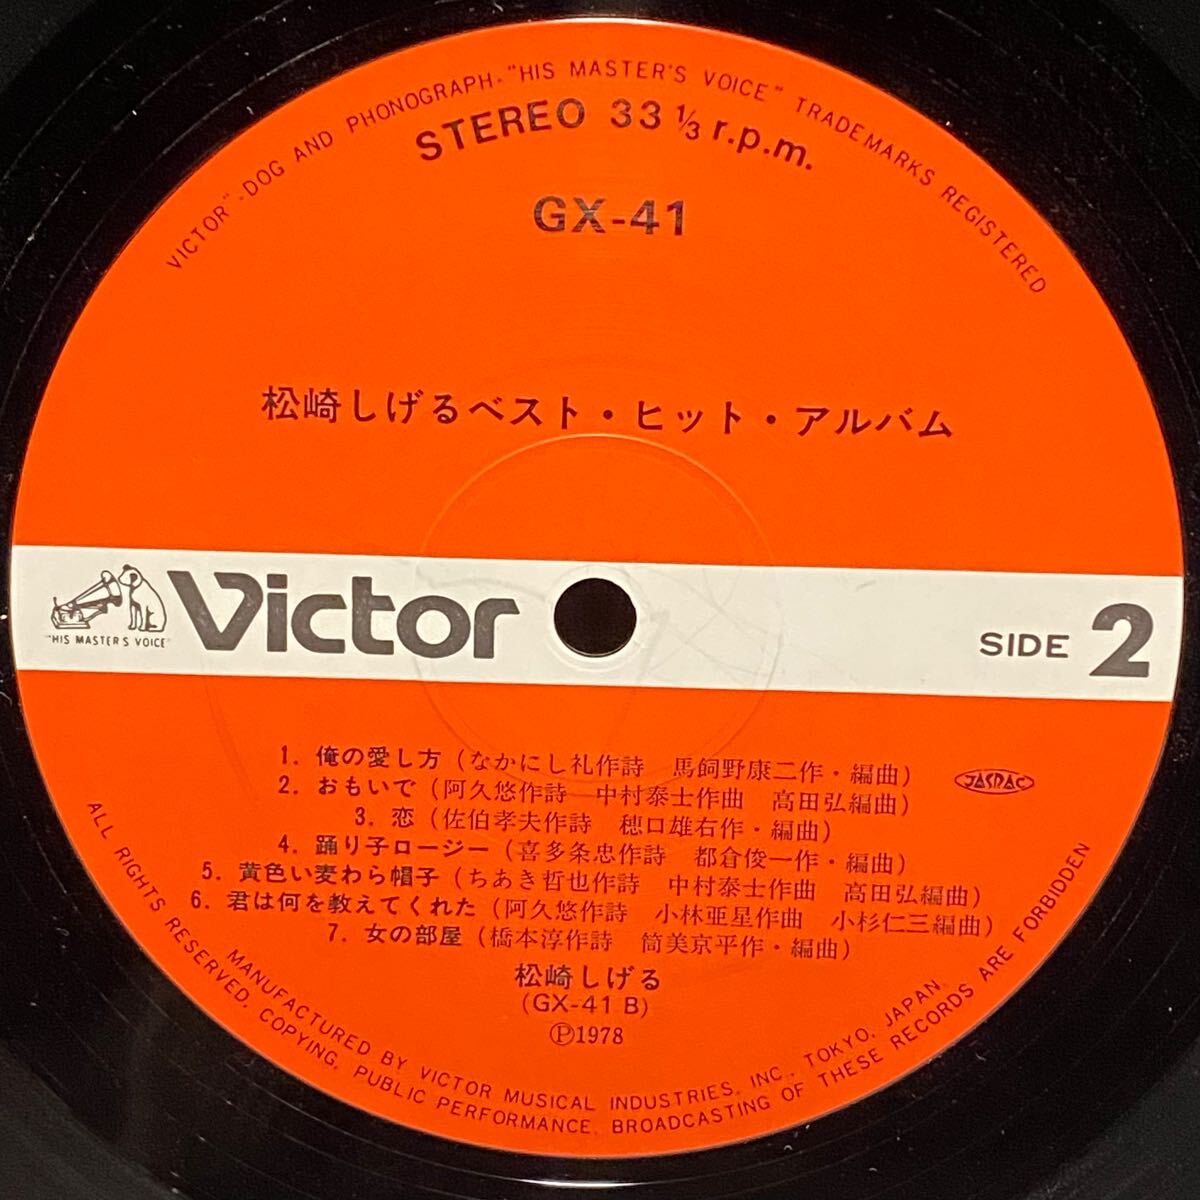 VICTOR"-DOG AND PHONOGRAPH-"HIS MASTER'S VOICE" TRADEMARKS REGISTERED
STEREO 33 ⅓ r.p.m.
GX-41
松崎しげるベスト・ヒット・アルバム
"HIS MASTER'S VOICE"
Victor
SIDE 2
1. 俺の愛し方 (なかにし礼作詩 馬飼野康二作・編曲)
2. おもいで (阿久悠作詩 中村泰士作曲 高田弘編曲)
3. 恋 (佐伯孝夫作詩 穂口雄右作・編曲)
4. 踊り子ロージー (喜多条忠作詩 都倉俊一作・編曲)
5. 黄色い麦わら帽子 (ちあき哲也作詩 中村泰士作曲 高田弘編曲)
6. 君は何を教えてくれた (阿久悠作詩 小林亜星作曲 小杉仁三編曲)
7. 女の部屋 (橋本淳作詩 筒美京平作・編曲)
JASRAC
松崎しげる
(GX-41 B)
Ⓟ1978
MANUFACTURED BY VICTOR MUSICAL INDUSTRIES, INC., TOKYO, JAPAN.
ALL RIGHTS RESERVED. COPYING, PUBLIC PERFORMANCE, BROADCASTING OF THESE RECORDS ARE FORBIDDEN